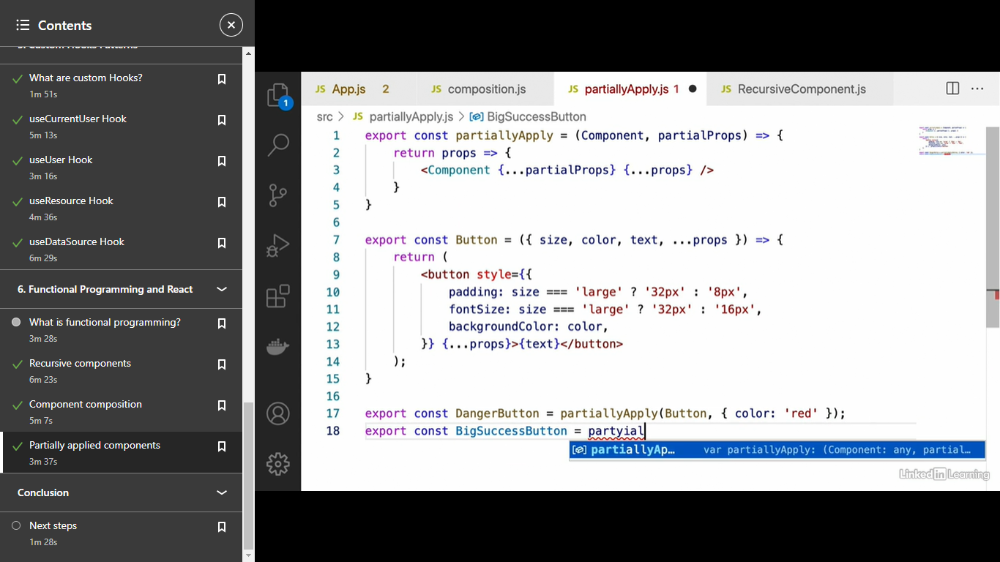 Contents
5. Custom Hooks Patterns
What are custom Hooks?
1m 51s
useCurrentUser Hook
5m 13s
useUser Hook
3m 16s
useResource Hook
4m 36s
useDataSource Hook
6m 29s
6. Functional Programming and React
What is functional programming?
3m 28s
Recursive components
6m 23s
Component composition
5m 7s
Partially applied components
3m 37s
Conclusion
Next steps
1m 28s
1
JS App.js 2 JS composition.js JS partiallyApply.js 1 JS RecursiveComponent.js
src > JS partiallyApply.js > BigSuccessButton
1 export const partiallyApply = (Component, partialProps) => {
2 return props => {
3 <Component {...partialProps} {...props} />
4 }
5 }
6
7 export const Button = ({ size, color, text, ...props }) => {
8 return (
9 <button style={{
10 padding: size === 'large' ? '32px' : '8px',
11 fontSize: size === 'large' ? '32px' : '16px',
12 backgroundColor: color,
13 }} {...props}>{text}</button>
14 );
15 }
16
17 export const DangerButton = partiallyApply(Button, { color: 'red' });
18 export const BigSuccessButton = partyial
partiallyAp… var partiallyApply: (Component: any, partial…
LinkedIn Learning